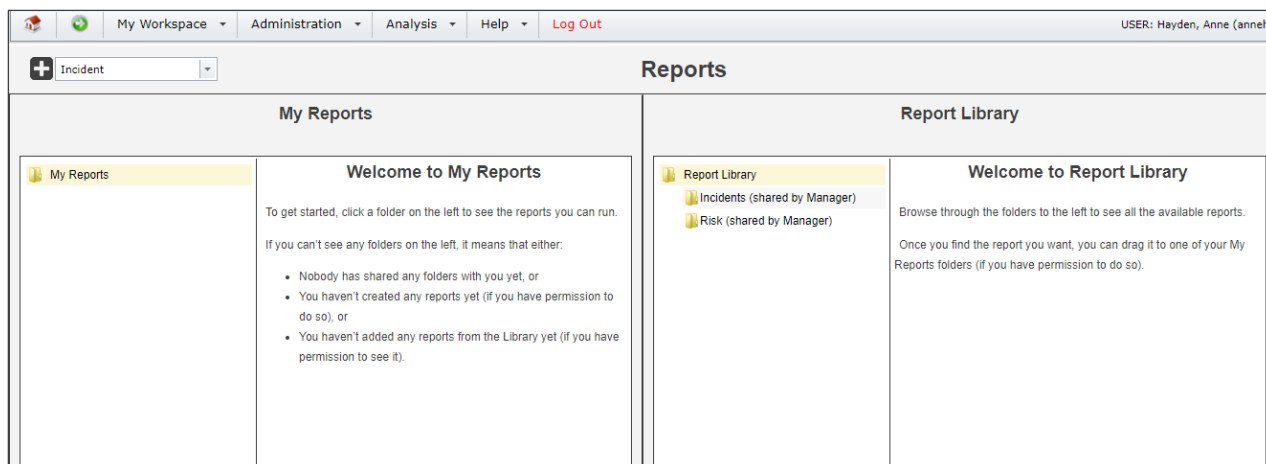 My Workspace Administration Analysis Help Log Out USER: Hayden, Anne (anneh
Incident
Reports
My Reports
Report Library
My Reports
Welcome to My Reports
To get started, click a folder on the left to see the reports you can run.
If you can't see any folders on the left, it means that either:
• Nobody has shared any folders with you yet, or
• You haven't created any reports yet (if you have permission to
do so), or
• You haven't added any reports from the Library yet (if you have
permission to see it).
Report Library
Incidents (shared by Manager)
Risk (shared by Manager)
Welcome to Report Library
Browse through the folders to the left to see all the available reports.
Once you find the report you want, you can drag it to one of your My
Reports folders (if you have permission to do so).